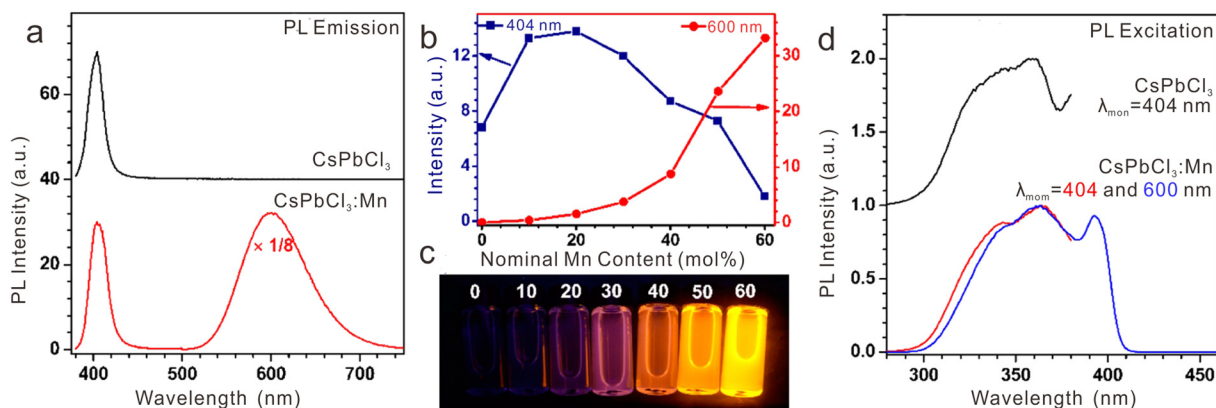 a
PL Emission
60
40
20
0
CsPbCl₃
CsPbCl₃:Mn
× 1/8
400 500 600 700
Wavelength (nm)
PL Intensity (a.u.)
b
404 nm
600 nm
12
8
4
0
30
20
10
0
Intensity (a.u.)
0 20 40 60
Nominal Mn Content (mol%)
c
0 10 20 30 40 50 60
d
PL Excitation
2.0
1.5
1.0
0.5
0.0
CsPbCl₃
λmon=404 nm
CsPbCl₃:Mn
λmom=404 and 600 nm
300 350 400 450
Wavelength (nm)
PL Intensity (a.u.)